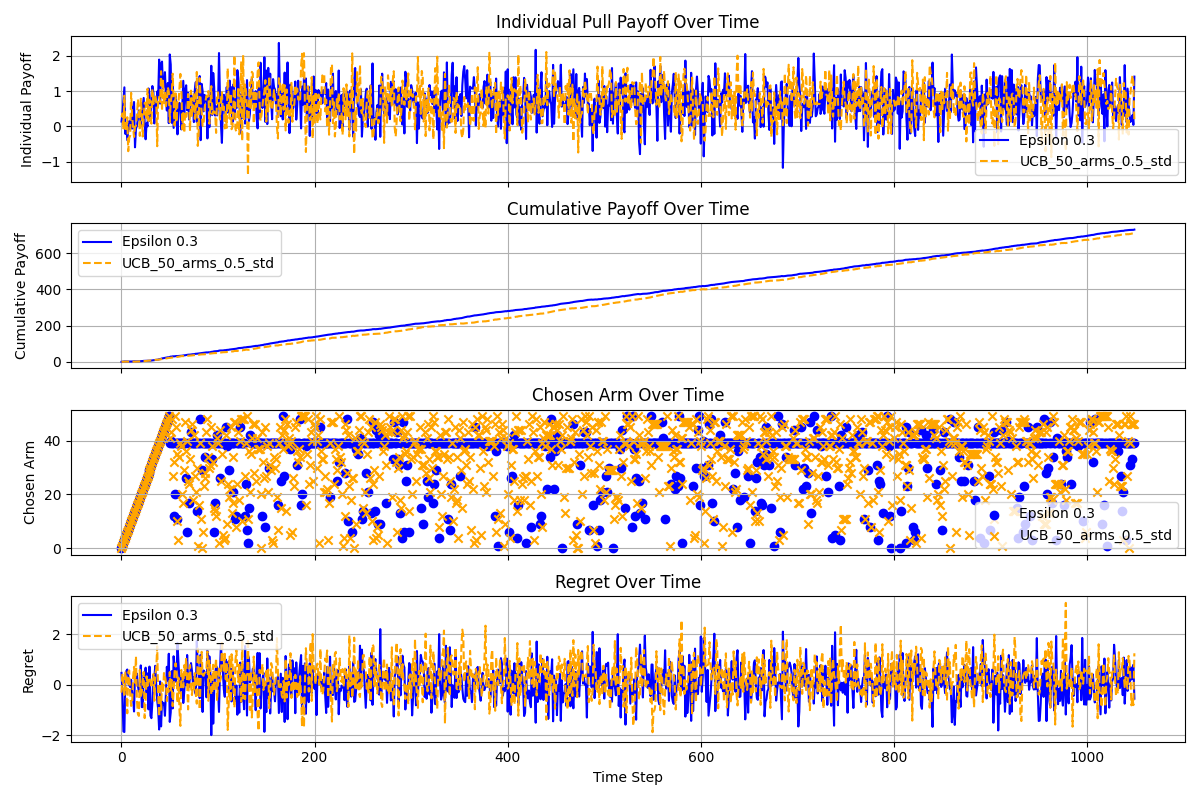 Individual Pull Payoff Over Time
Individual Payoff
2
1
0
−1
Epsilon 0.3
UCB_50_arms_0.5_std
Cumulative Payoff Over Time
Cumulative Payoff
600
400
200
0
Epsilon 0.3
UCB_50_arms_0.5_std
Chosen Arm Over Time
Chosen Arm
40
20
0
Epsilon 0.3
UCB_50_arms_0.5_std
Regret Over Time
Regret
2
0
−2
Epsilon 0.3
UCB_50_arms_0.5_std
0 200 400 600 800 1000
Time Step